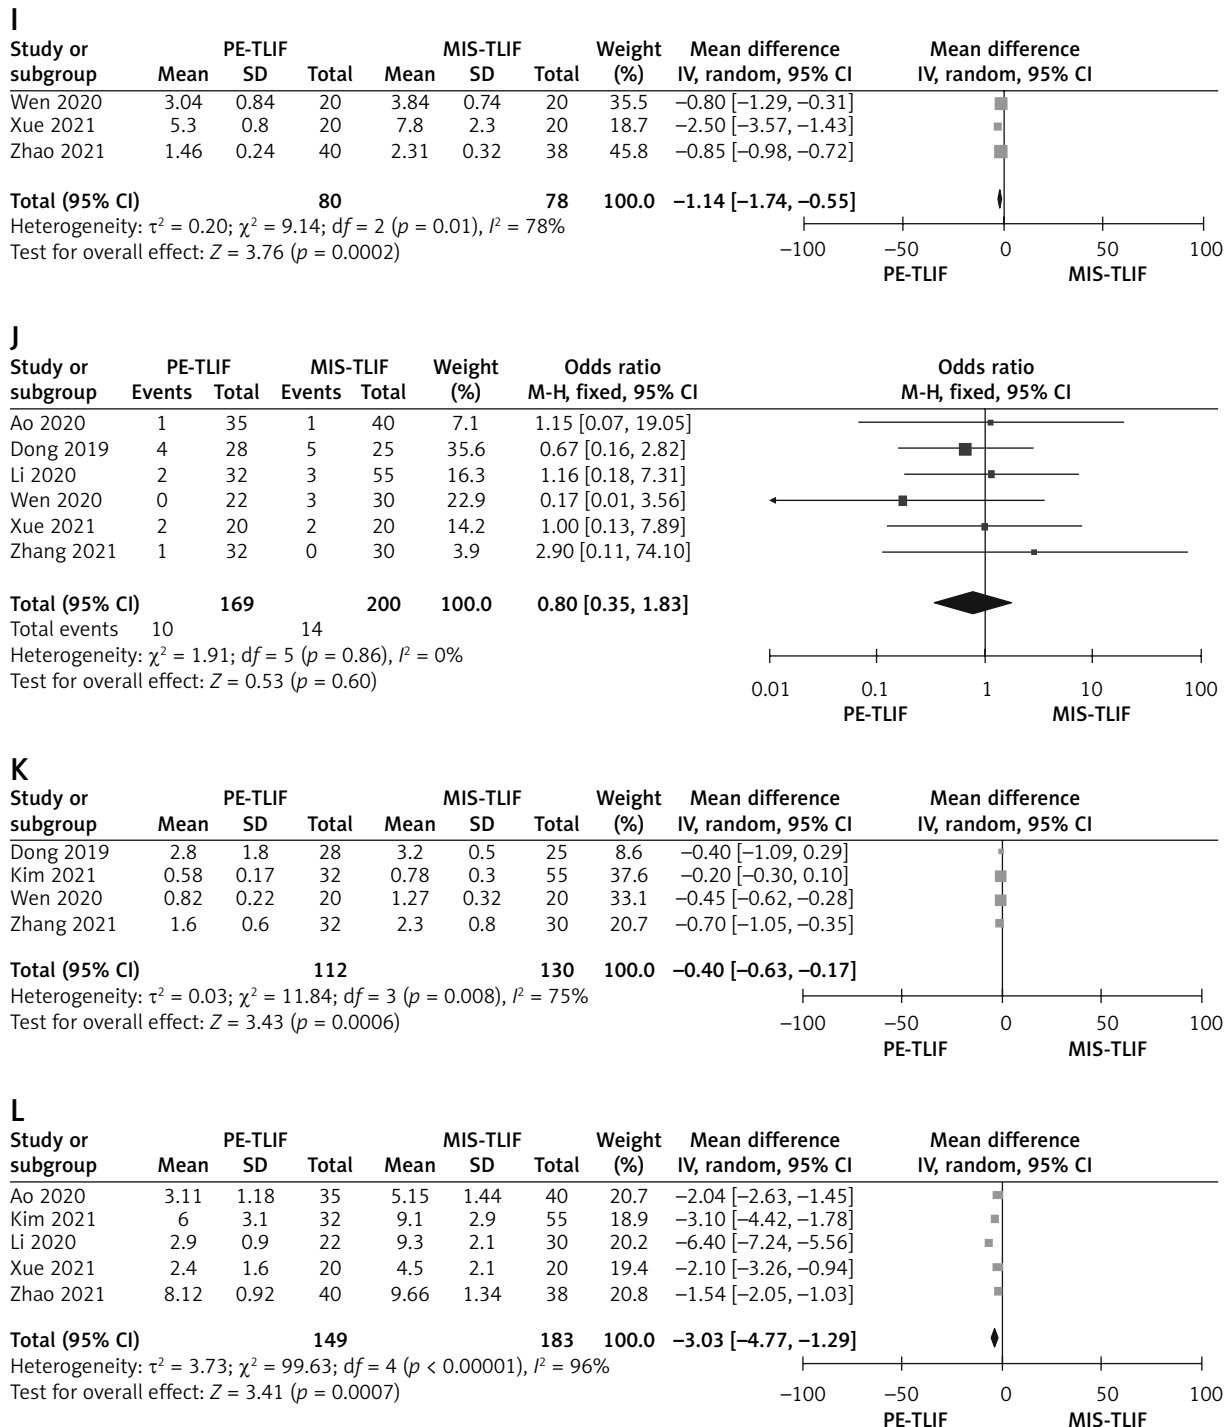 I
Study or PE-TLIF MIS-TLIF Weight Mean difference Mean difference
subgroup Mean SD Total Mean SD Total (%) IV, random, 95% CI IV, random, 95% CI
Wen 2020 3.04 0.84 20 3.84 0.74 20 35.5 −0.80 [−1.29, −0.31]
Xue 2021 5.3 0.8 20 7.8 2.3 20 18.7 −2.50 [−3.57, −1.43]
Zhao 2021 1.46 0.24 40 2.31 0.32 38 45.8 −0.85 [−0.98, −0.72]
Total (95% CI) 80 78 100.0 −1.14 [−1.74, −0.55]
Heterogeneity: τ² = 0.20; χ² = 9.14; df = 2 (p = 0.01), I² = 78%
Test for overall effect: Z = 3.76 (p = 0.0002)
−100 −50 0 50 100
PE-TLIF MIS-TLIF
J
Study or PE-TLIF MIS-TLIF Weight Odds ratio Odds ratio
subgroup Events Total Events Total (%) M-H, fixed, 95% CI M-H, fixed, 95% CI
Ao 2020 1 35 1 40 7.1 1.15 [0.07, 19.05]
Dong 2019 4 28 5 25 35.6 0.67 [0.16, 2.82]
Li 2020 2 32 3 55 16.3 1.16 [0.18, 7.31]
Wen 2020 0 22 3 30 22.9 0.17 [0.01, 3.56]
Xue 2021 2 20 2 20 14.2 1.00 [0.13, 7.89]
Zhang 2021 1 32 0 30 3.9 2.90 [0.11, 74.10]
Total (95% CI) 169 200 100.0 0.80 [0.35, 1.83]
Total events 10 14
Heterogeneity: χ² = 1.91; df = 5 (p = 0.86), I² = 0%
Test for overall effect: Z = 0.53 (p = 0.60)
0.01 0.1 1 10 100
PE-TLIF MIS-TLIF
K
Study or PE-TLIF MIS-TLIF Weight Mean difference Mean difference
subgroup Mean SD Total Mean SD Total (%) IV, random, 95% CI IV, random, 95% CI
Dong 2019 2.8 1.8 28 3.2 0.5 25 8.6 −0.40 [−1.09, 0.29]
Kim 2021 0.58 0.17 32 0.78 0.3 55 37.6 −0.20 [−0.30, 0.10]
Wen 2020 0.82 0.22 20 1.27 0.32 20 33.1 −0.45 [−0.62, −0.28]
Zhang 2021 1.6 0.6 32 2.3 0.8 30 20.7 −0.70 [−1.05, −0.35]
Total (95% CI) 112 130 100.0 −0.40 [−0.63, −0.17]
Heterogeneity: τ² = 0.03; χ² = 11.84; df = 3 (p = 0.008), I² = 75%
Test for overall effect: Z = 3.43 (p = 0.0006)
−100 −50 0 50 100
PE-TLIF MIS-TLIF
L
Study or PE-TLIF MIS-TLIF Weight Mean difference Mean difference
subgroup Mean SD Total Mean SD Total (%) IV, random, 95% CI IV, random, 95% CI
Ao 2020 3.11 1.18 35 5.15 1.44 40 20.7 −2.04 [−2.63, −1.45]
Kim 2021 6 3.1 32 9.1 2.9 55 18.9 −3.10 [−4.42, −1.78]
Li 2020 2.9 0.9 22 9.3 2.1 30 20.2 −6.40 [−7.24, −5.56]
Xue 2021 2.4 1.6 20 4.5 2.1 20 19.4 −2.10 [−3.26, −0.94]
Zhao 2021 8.12 0.92 40 9.66 1.34 38 20.8 −1.54 [−2.05, −1.03]
Total (95% CI) 149 183 100.0 −3.03 [−4.77, −1.29]
Heterogeneity: τ² = 3.73; χ² = 99.63; df = 4 (p < 0.00001), I² = 96%
Test for overall effect: Z = 3.41 (p = 0.0007)
−100 −50 0 50 100
PE-TLIF MIS-TLIF